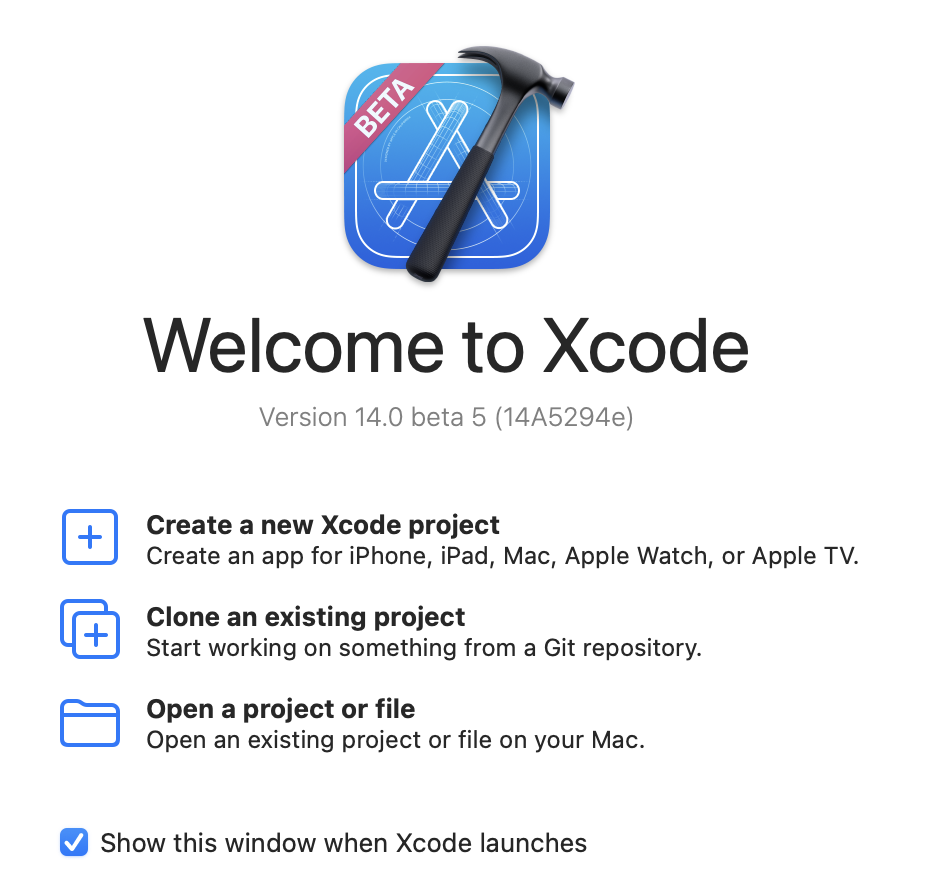 BETA
Welcome to Xcode
Version 14.0 beta 5 (14A5294e)
Create a new Xcode project
Create an app for iPhone, iPad, Mac, Apple Watch, or Apple TV.
Clone an existing project
Start working on something from a Git repository.
Open a project or file
Open an existing project or file on your Mac.
Show this window when Xcode launches